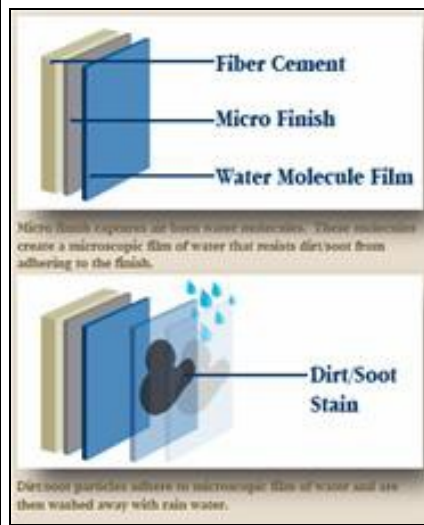 Fiber Cement
Micro Finish
Water Molecule Film
Micro finish captures air born water molecules. These molecules
create a microscopic film of water that resists dirt/soot from
adhering to the finish.
Dirt/Soot
Stain
Dirt/soot particles adhere to microscopic film of water and are
then washed away with rain water.